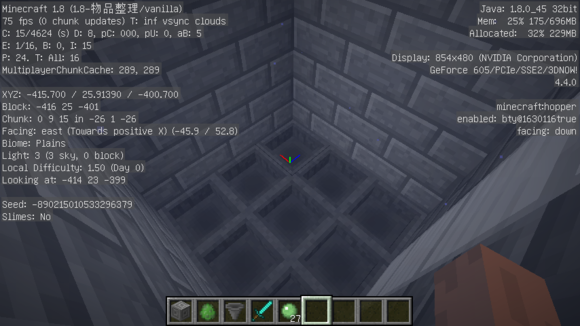 Minecraft 1.8 (1.8-物品整理/vanilla)
75 fps (0 chunk updates) T: inf vsync clouds
C: 15/4624 (s) D: 8, pC: 000, pU: 0, aB: 5
E: 1/16, B: 0, I: 15
P: 24. T: All: 16
MultiplayerChunkCache: 289, 289
XYZ: -415.700 / 25.91390 / -400.700
Block: -416 25 -401
Chunk: 0 9 15 in -26 1 -26
Facing: east (Towards positive X) (-45.9 / 52.8)
Biome: Plains
Light: 3 (3 sky, 0 block)
Local Difficulty: 1.50 (Day 0)
Looking at: -414 23 -399
Seed: -890215010533296379
Slimes: No
Java: 1.8.0_45 32bit
Mem: 25% 175/696MB
Allocated: 32% 229MB
Display: 854x480 (NVIDIA Corporation)
GeForce 605/PCIe/SSE2/3DNOW!
4.4.0
minecraft:hopper
enabled: bty@1630116true
facing: down
27